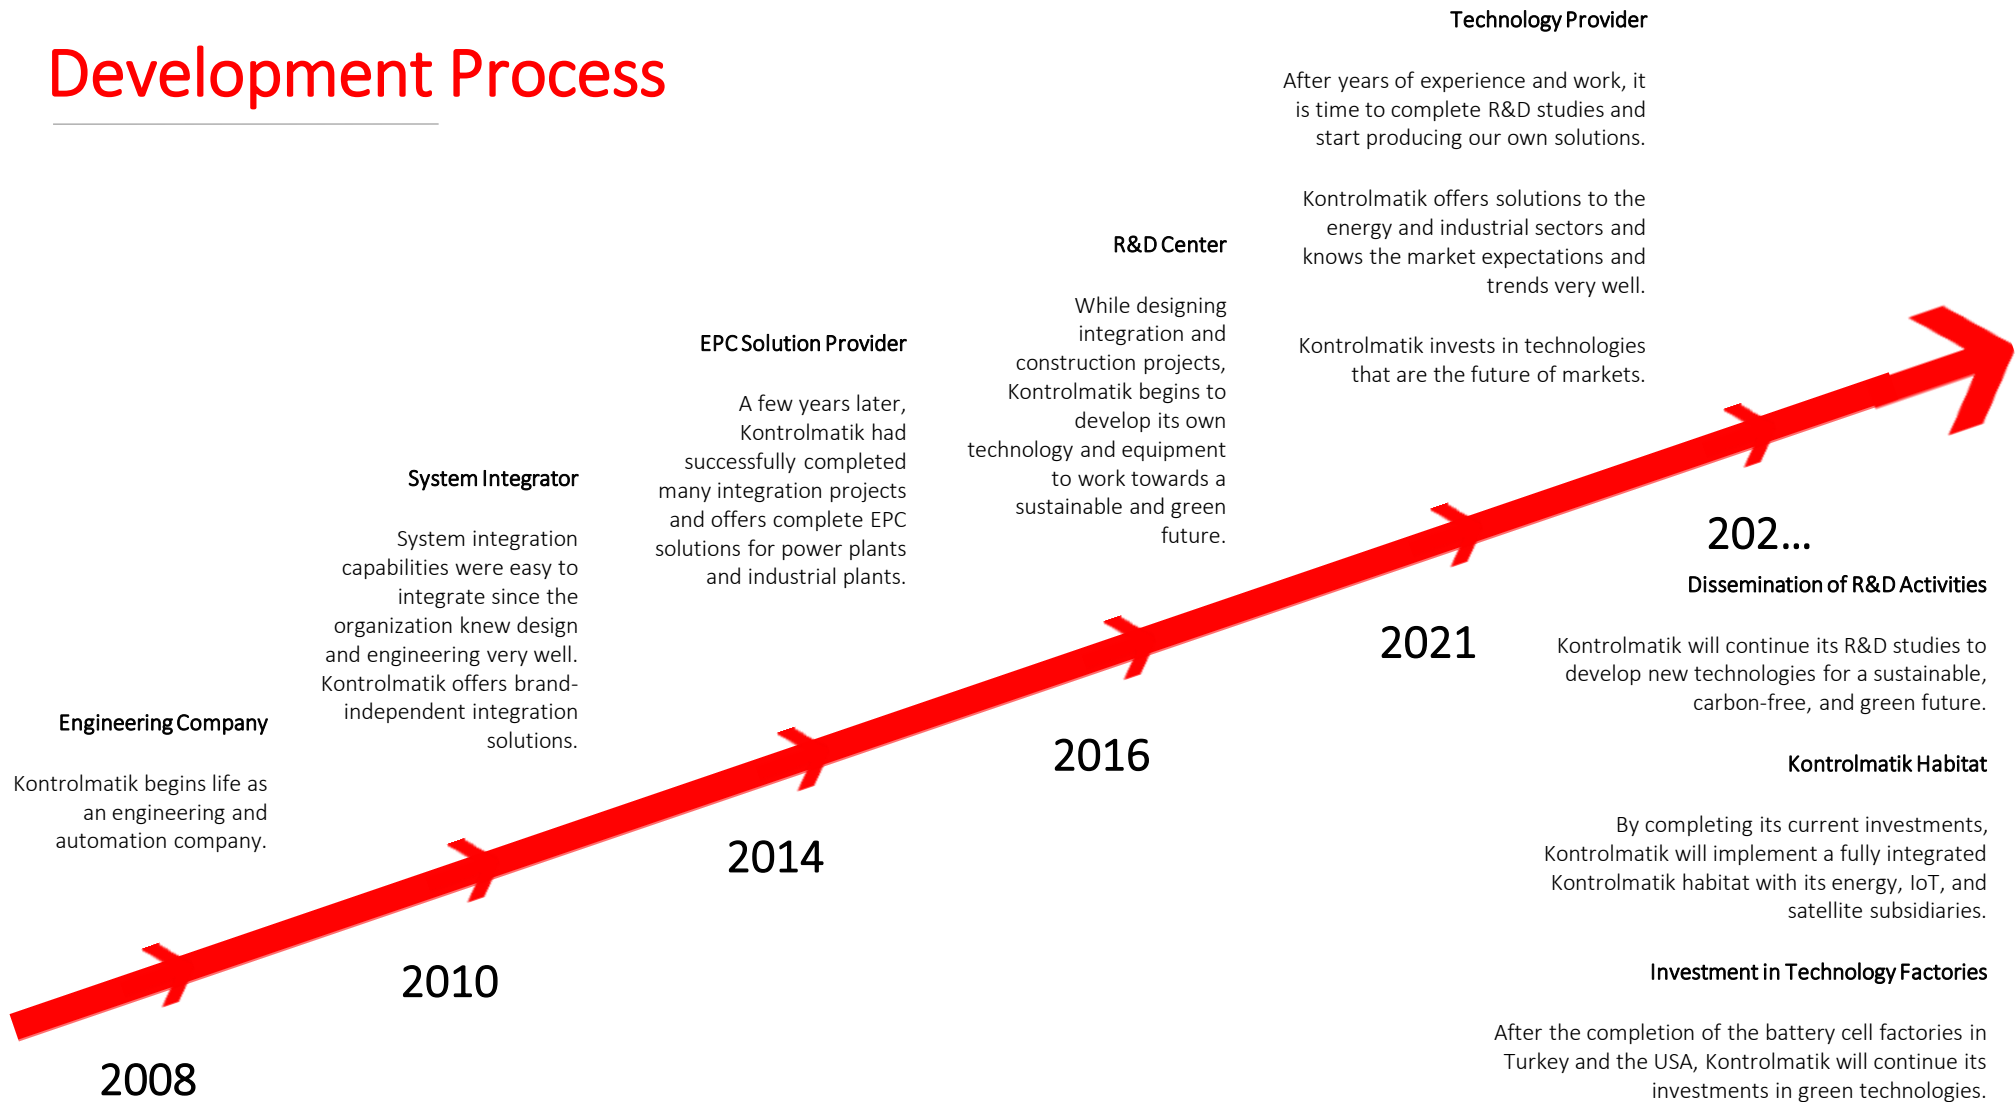 Development Process
Engineering Company
Kontrolmatik begins life as
an engineering and
automation company.
2008
System Integrator
System integration
capabilities were easy to
integrate since the
organization knew design
and engineering very well.
Kontrolmatik offers brand-
independent integration
solutions.
2010
EPC Solution Provider
A few years later,
Kontrolmatik had
successfully completed
many integration projects
and offers complete EPC
solutions for power plants
and industrial plants.
2014
R&D Center
While designing
integration and
construction projects,
Kontrolmatik begins to
develop its own
technology and equipment
to work towards a
sustainable and green
future.
2016
Technology Provider
After years of experience and work, it
is time to complete R&D studies and
start producing our own solutions.
Kontrolmatik offers solutions to the
energy and industrial sectors and
knows the market expectations and
trends very well.
Kontrolmatik invests in technologies
that are the future of markets.
2021
202...
Dissemination of R&D Activities
Kontrolmatik will continue its R&D studies to
develop new technologies for a sustainable,
carbon-free, and green future.
Kontrolmatik Habitat
By completing its current investments,
Kontrolmatik will implement a fully integrated
Kontrolmatik habitat with its energy, IoT, and
satellite subsidiaries.
Investment in Technology Factories
After the completion of the battery cell factories in
Turkey and the USA, Kontrolmatik will continue its
investments in green technologies.